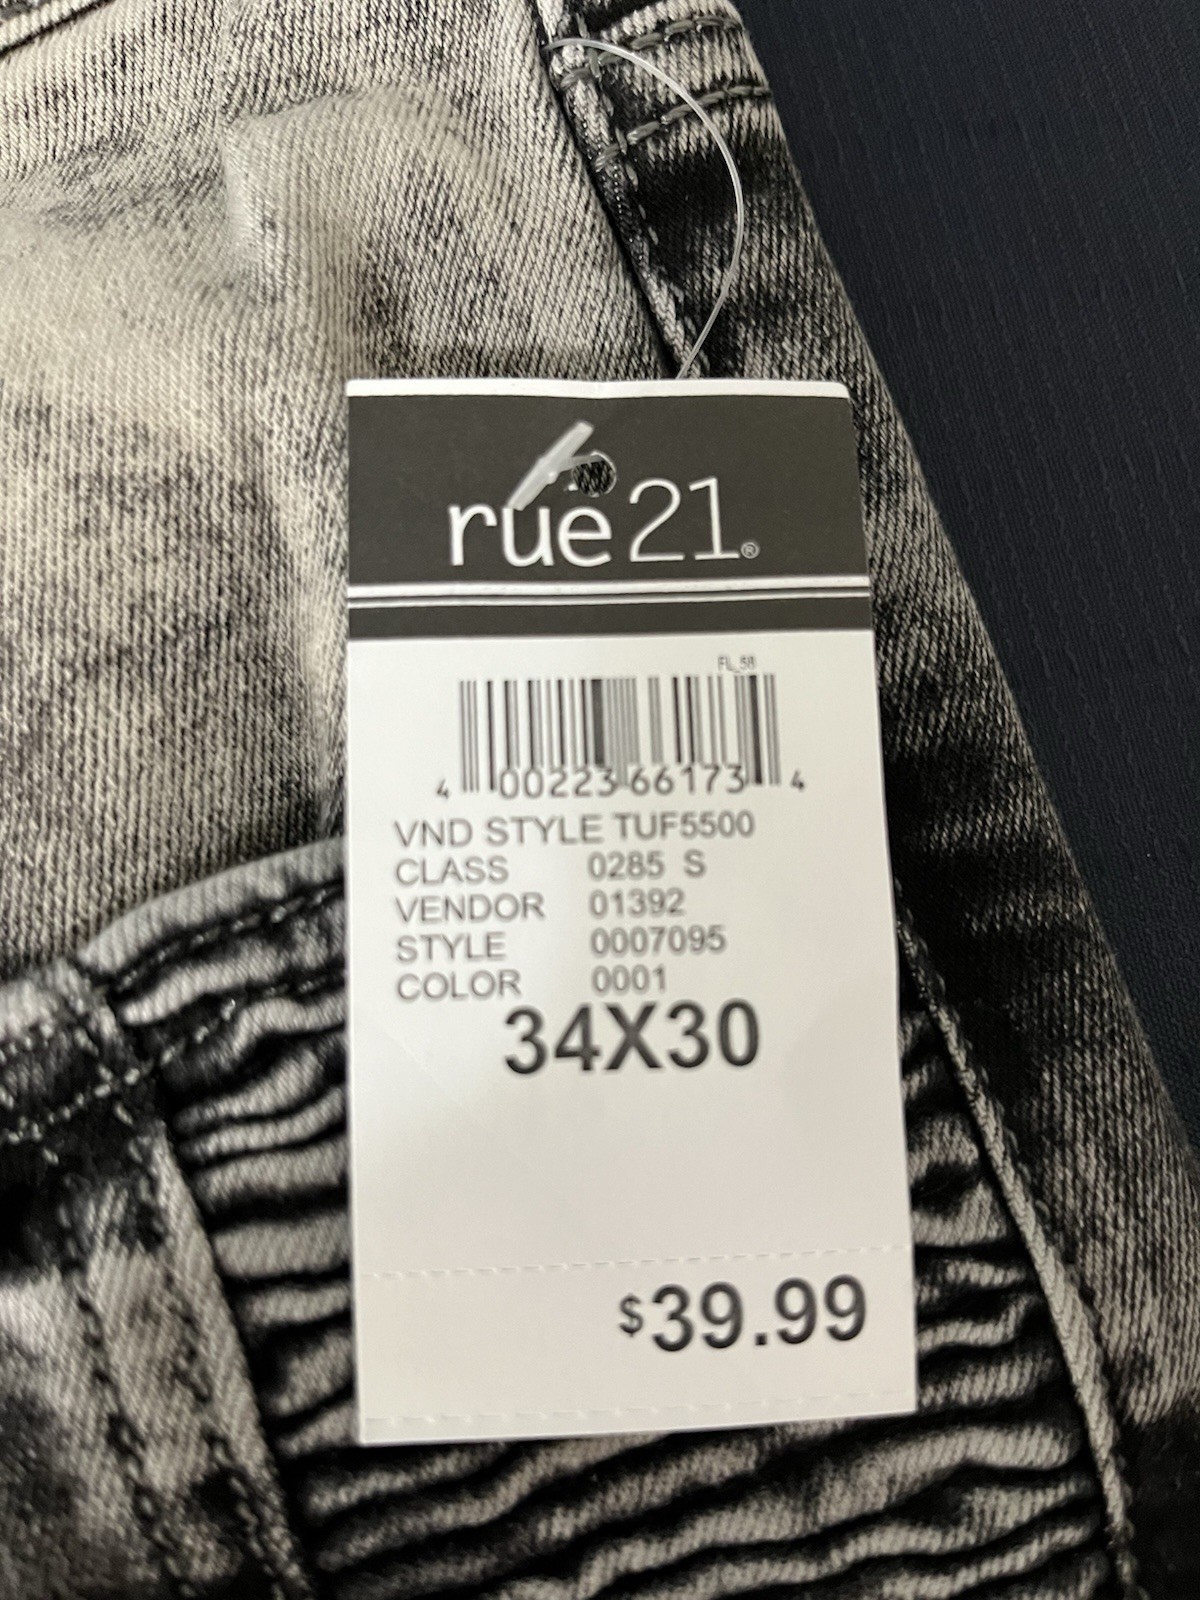 rue21®
FL_58
4 00223 66173 4
VND STYLE TUF5500
CLASS 0285 S
VENDOR 01392
STYLE 0007095
COLOR 0001
34X30
$39.99